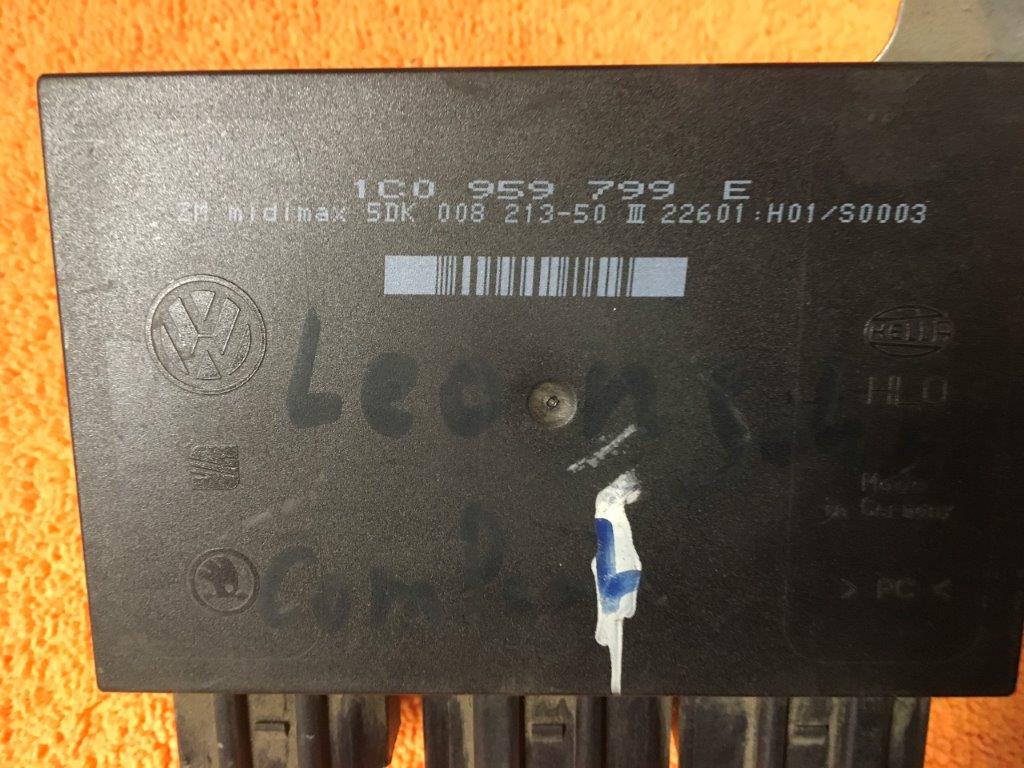 1C0 959 799 E
ZM midimax 5DK 008 213-50 III 22601:H01/S0003
HELLA
HLO
Made
in Germany
> PC <
Leon
L